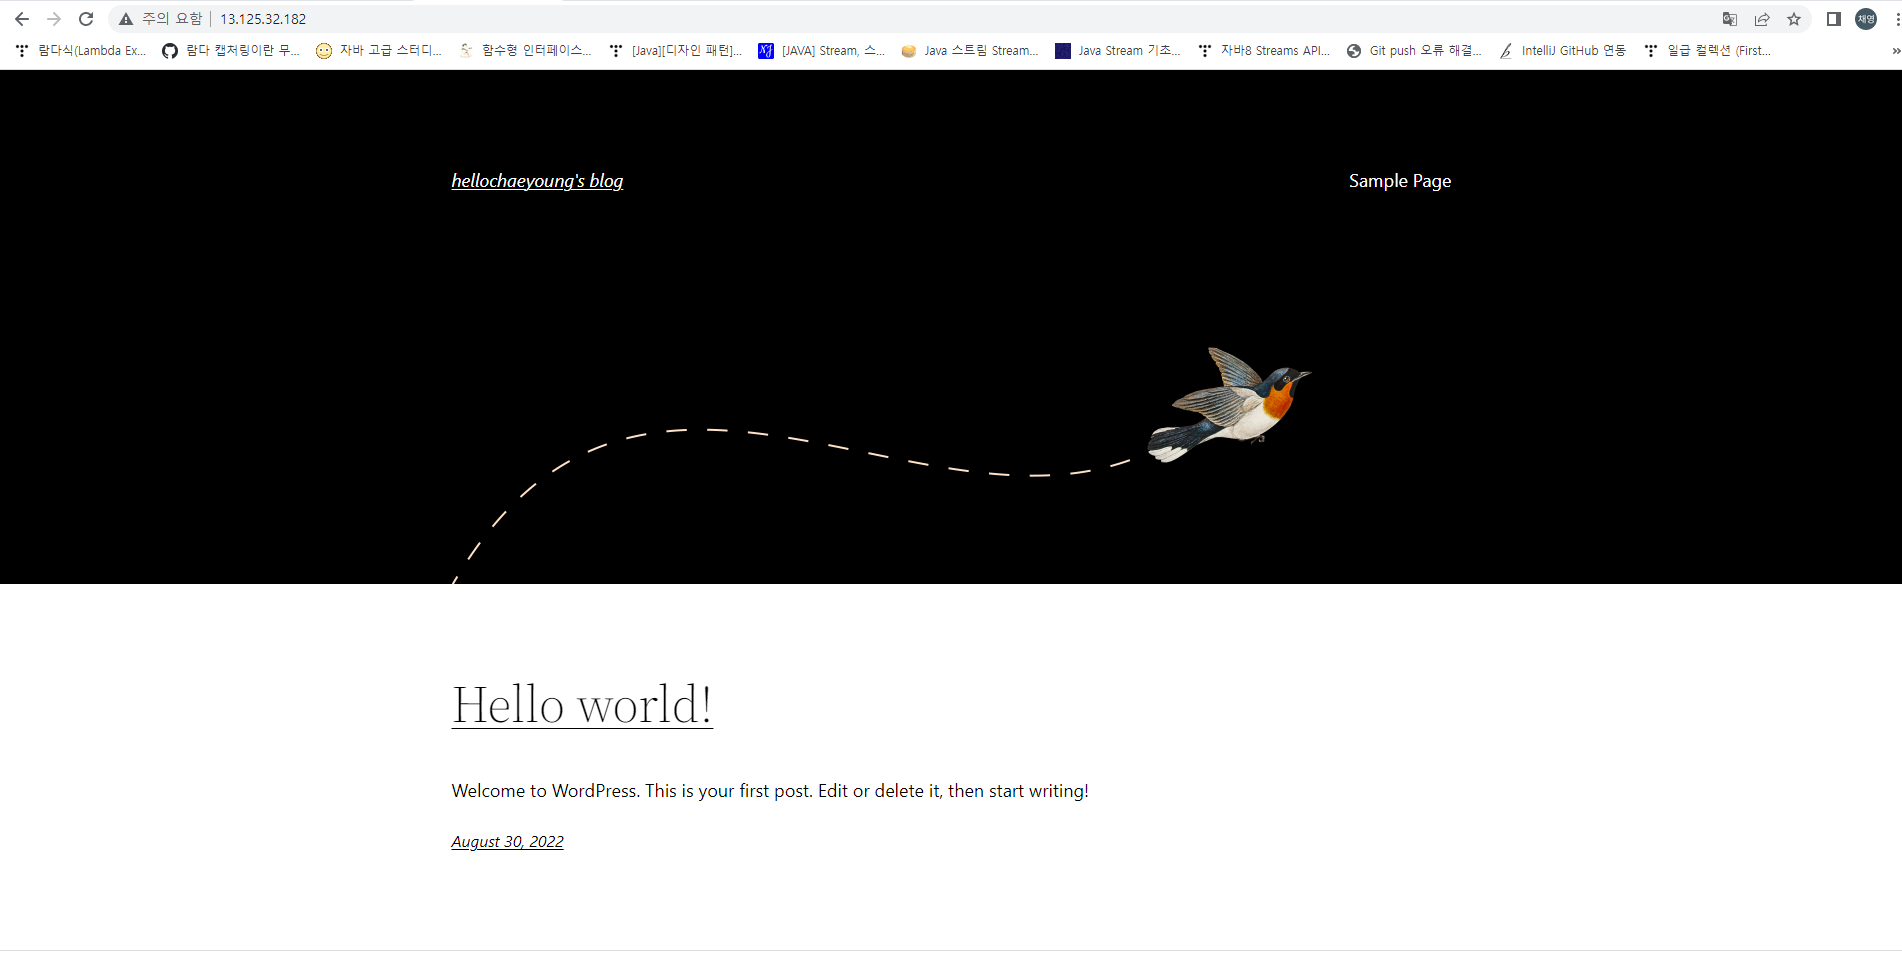 주의 요함 | 13.125.32.182
채영
람다식(Lambda Ex... 람다 캡처링이란 무... 자바 고급 스터디... 함수형 인터페이스... [Java][디자인 패턴]... [JAVA] Stream, 스... Java 스트림 Stream... Java Stream 기초... 자바8 Streams API... Git push 오류 해결... IntelliJ GitHub 연동 일급 컬렉션 (First... »
hellochaeyoung's blog
Sample Page
Hello world!
Welcome to WordPress. This is your first post. Edit or delete it, then start writing!
August 30, 2022